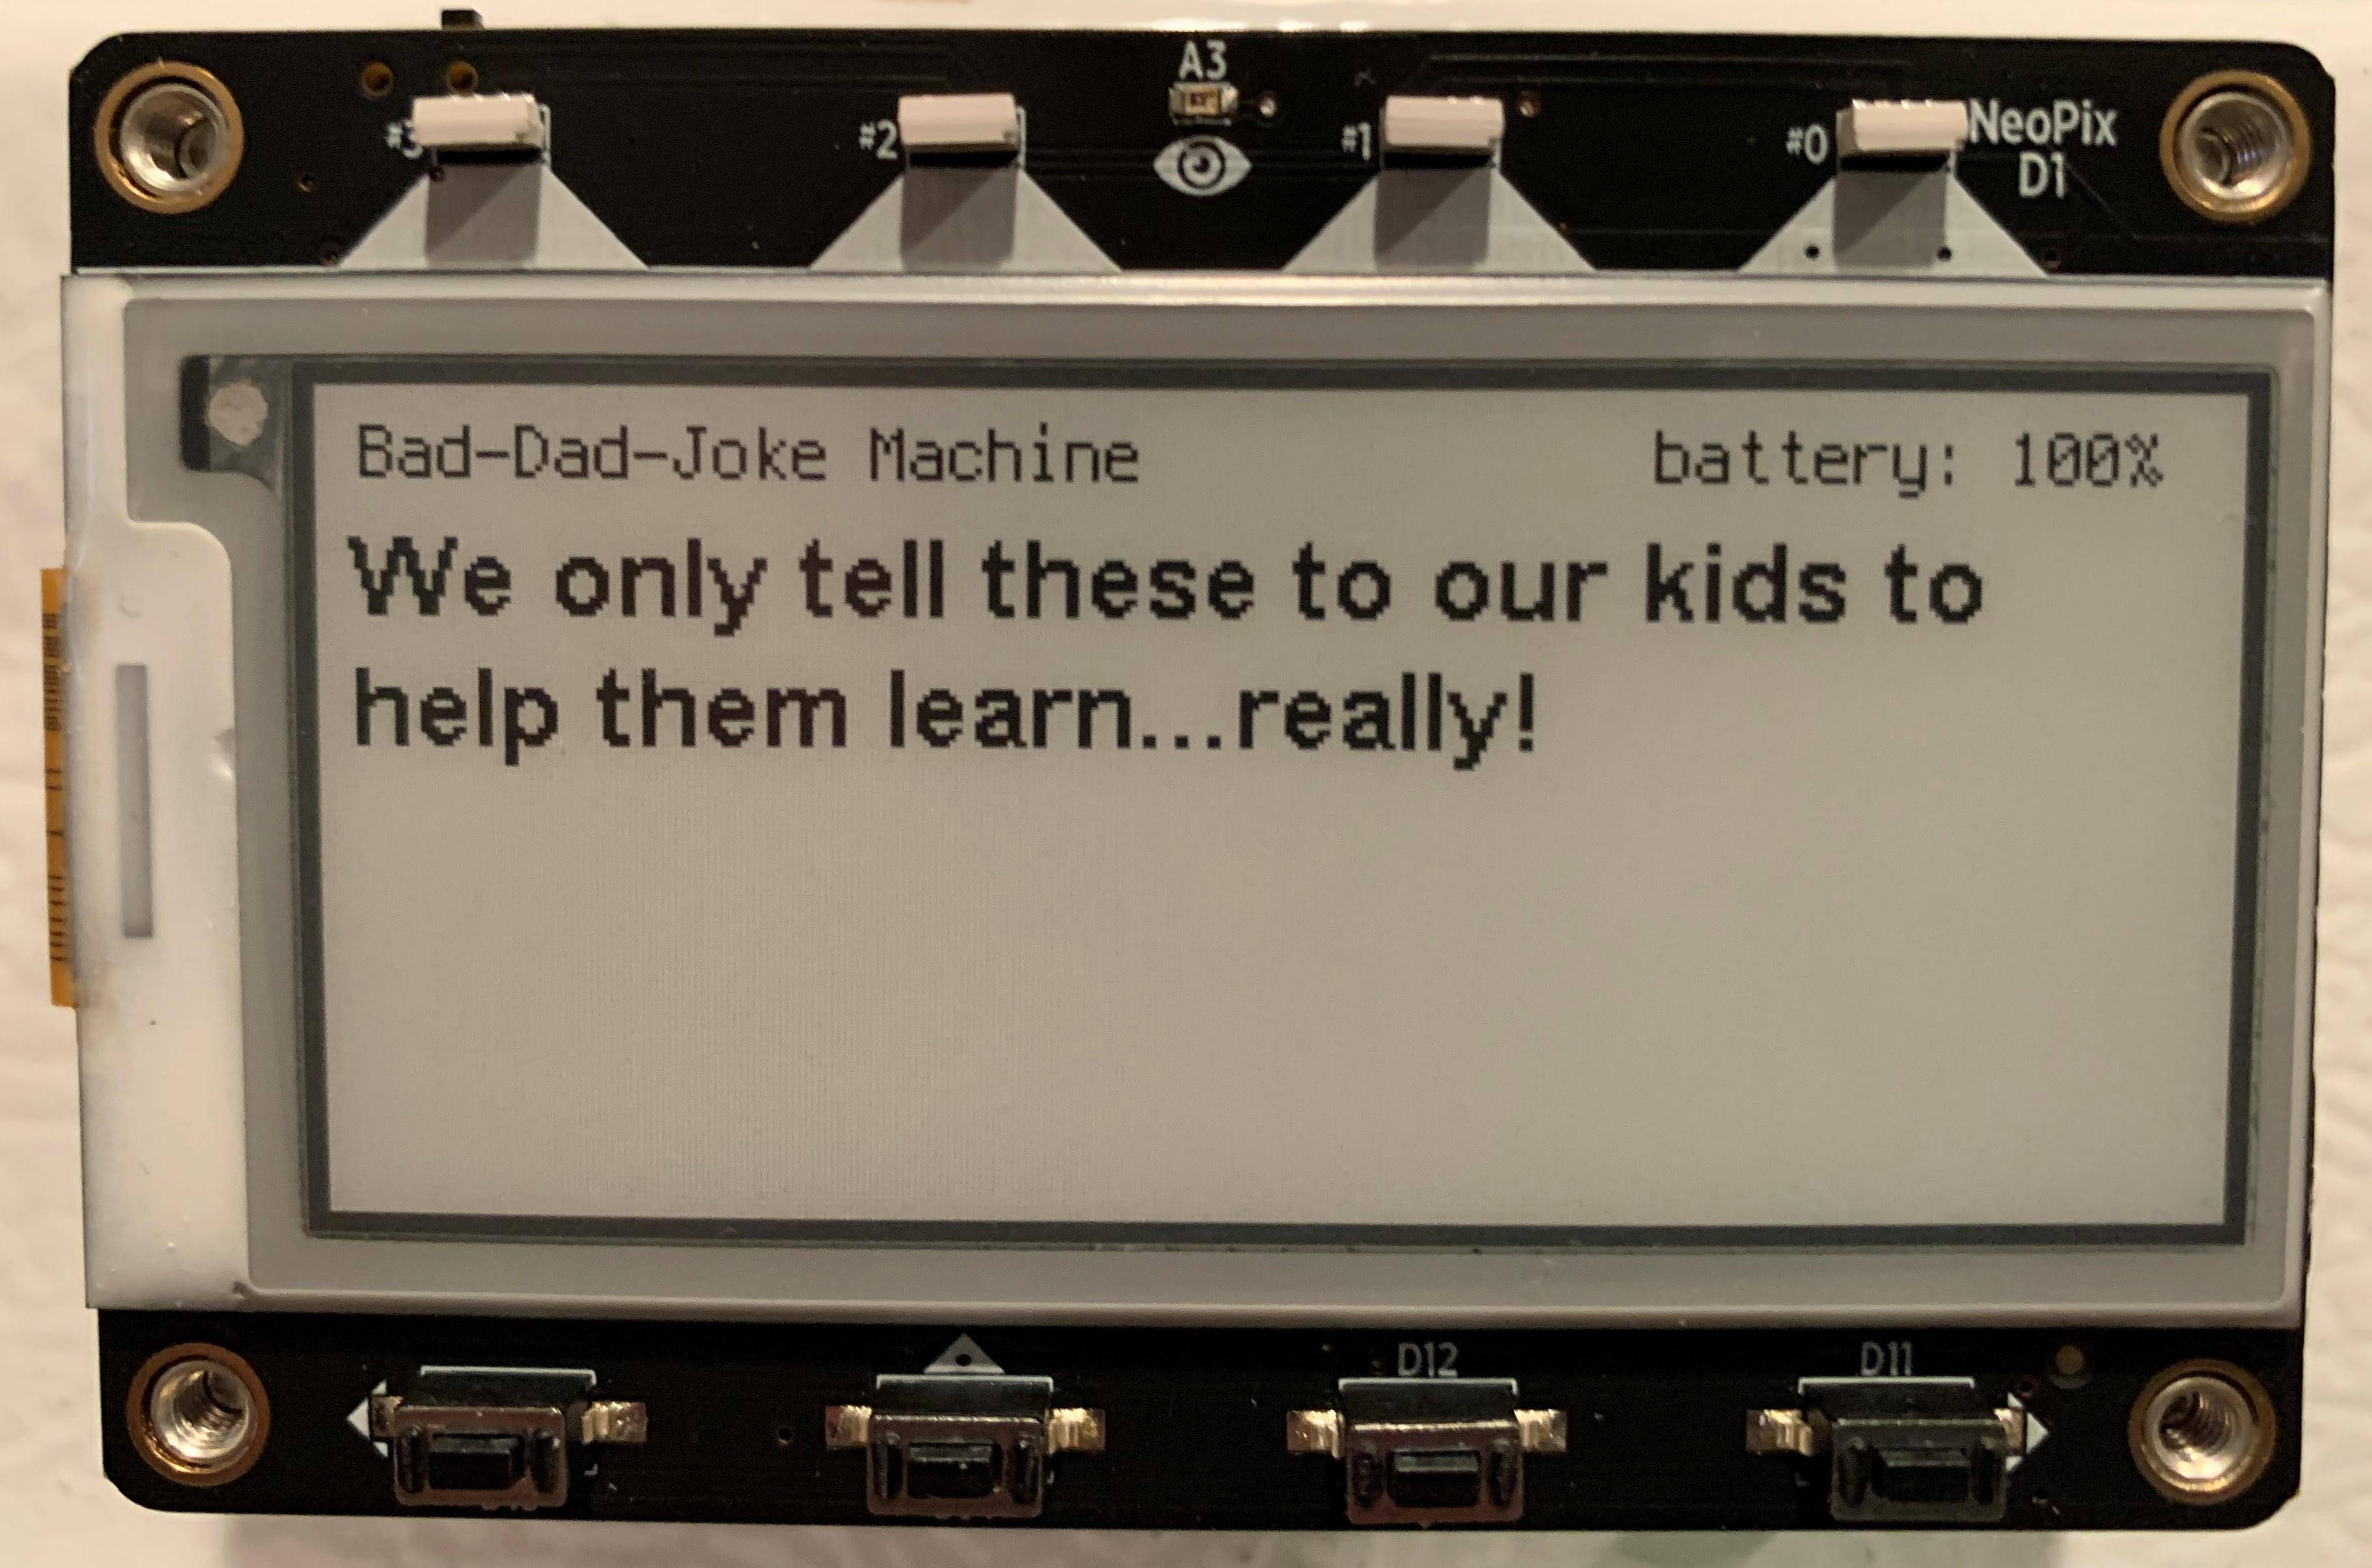 A3
#3
#2
#1
#0
NeoPix
D1
Bad-Dad-Joke Machine
battery: 100%
We only tell these to our kids to
help them learn...really!
D12
D11